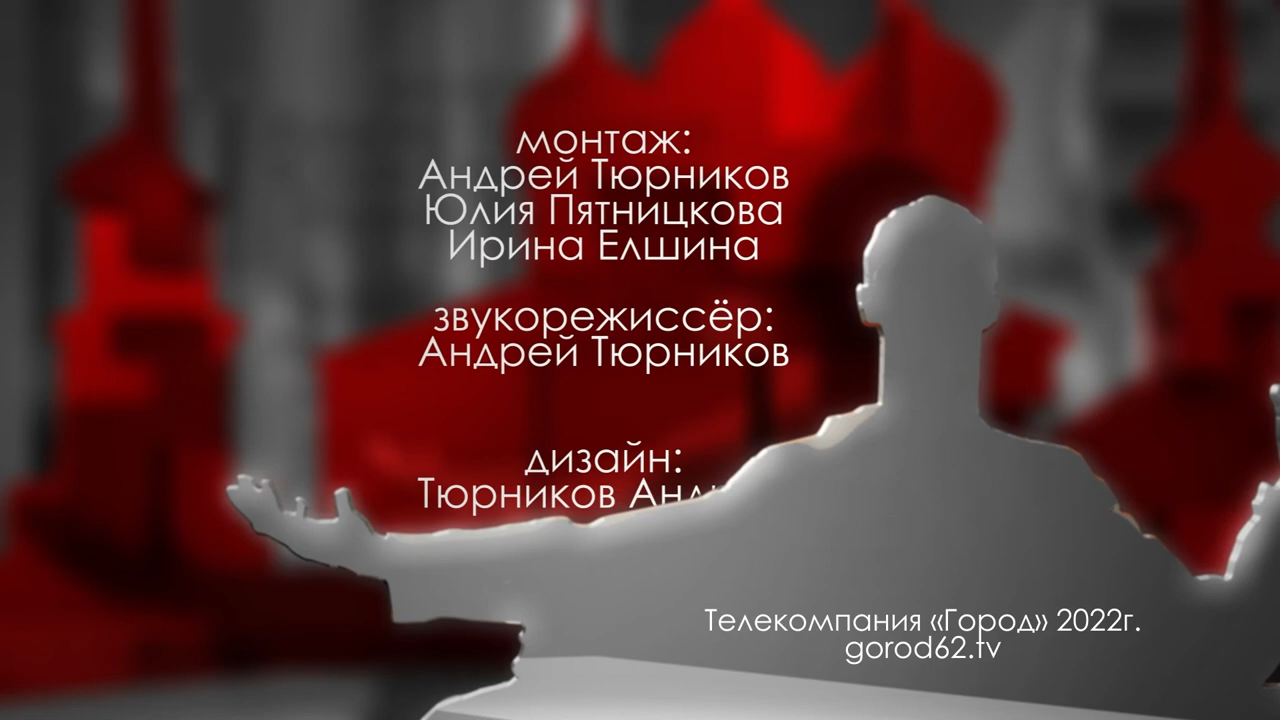 монтаж:
Андрей Тюрников
Юлия Пятницкова
Ирина Елшина
звукорежиссёр:
Андрей Тюрников
дизайн:
Тюрников
Телекомпания «Город» 2022г.
gorod62.tv